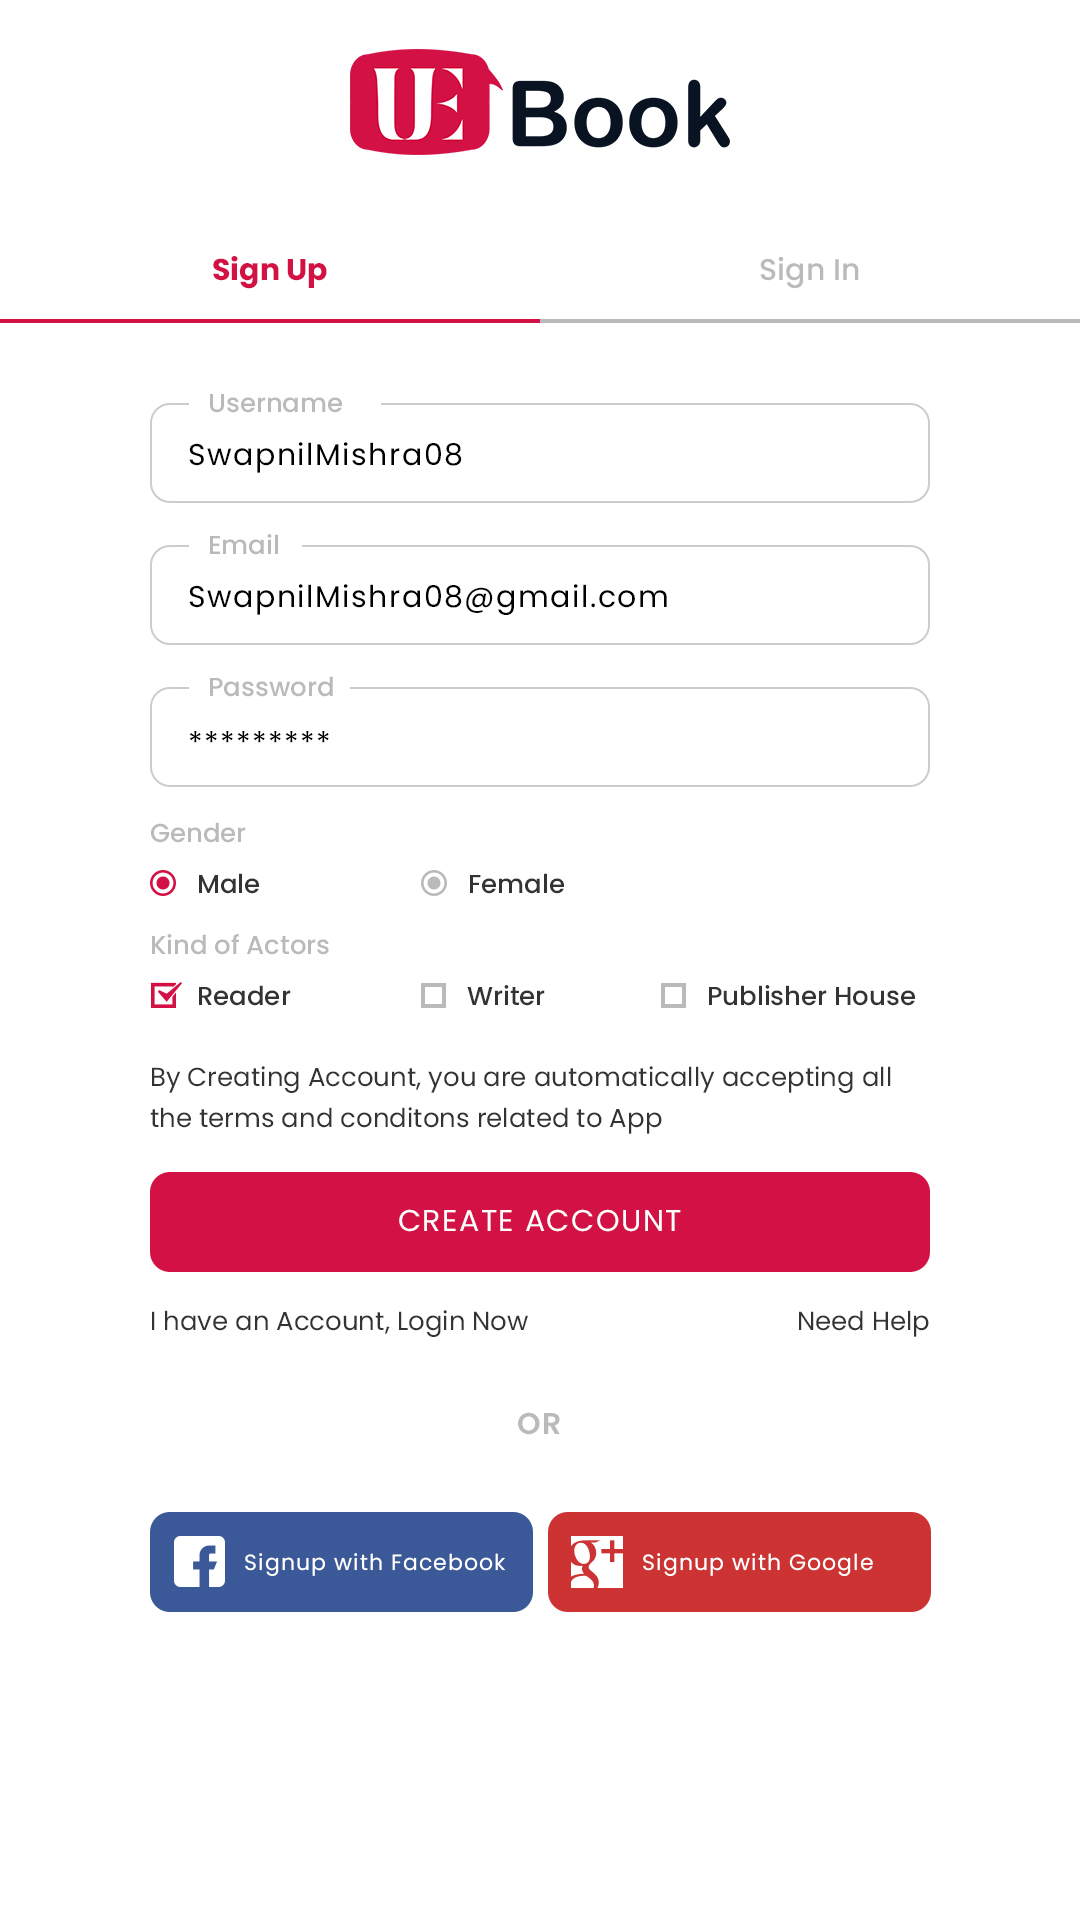 UE Book
Sign Up Sign In
Username
SwapnilMishra08
Email
SwapnilMishra08@gmail.com
Password
*********
Gender
Male Female
Kind of Actors
Reader Writer Publisher House
By Creating Account, you are automatically accepting all
the terms and conditons related to App
CREATE ACCOUNT
I have an Account, Login Now Need Help
OR
f Signup with Facebook g+ Signup with Google